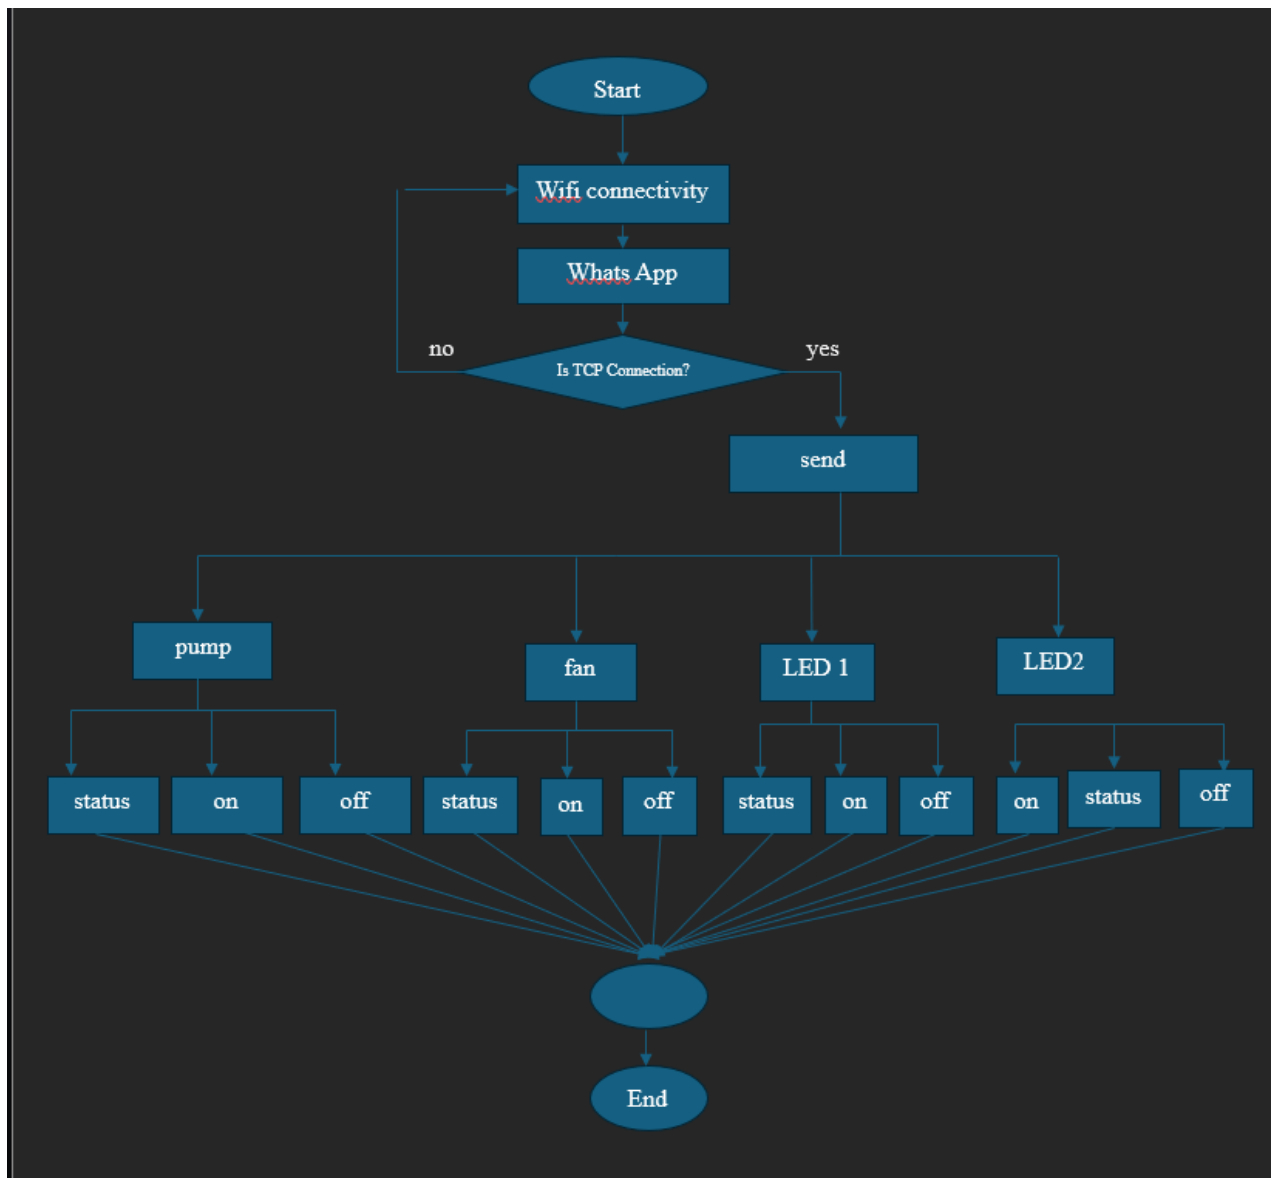 Start
Wifi connectivity
Whats App
no
yes
Is TCP Connection?
send
pump
fan
LED 1
LED2
status
on
off
status
on
off
status
on
off
on
status
off
End